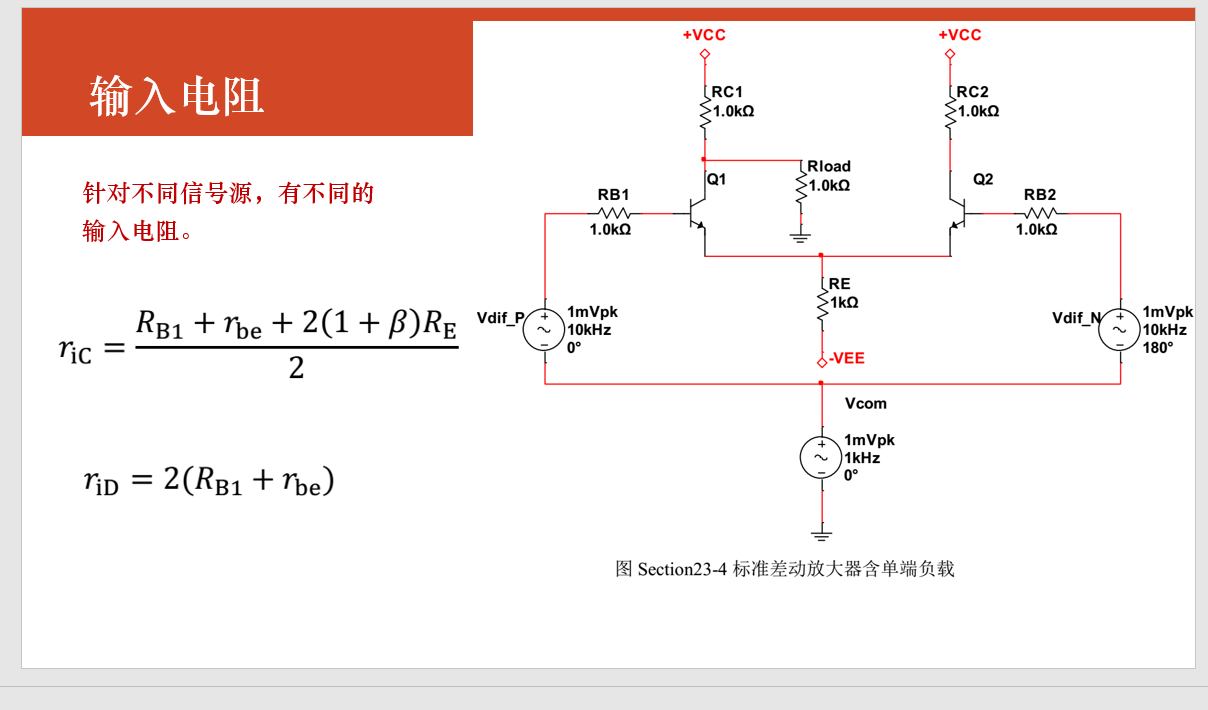 输入电阻
针对不同信号源，有不同的
输入电阻。
r_iC = (R_B1 + r_be + 2(1 + β)R_E) / 2
r_iD = 2(R_B1 + r_be)
+VCC
+VCC
RC1
1.0kΩ
RC2
1.0kΩ
Rload
1.0kΩ
Q1
Q2
RB1
1.0kΩ
RB2
1.0kΩ
RE
1kΩ
-VEE
Vdif_P
1mVpk
10kHz
0°
Vdif_N
1mVpk
10kHz
180°
Vcom
1mVpk
1kHz
0°
图 Section23-4 标准差动放大器含单端负载